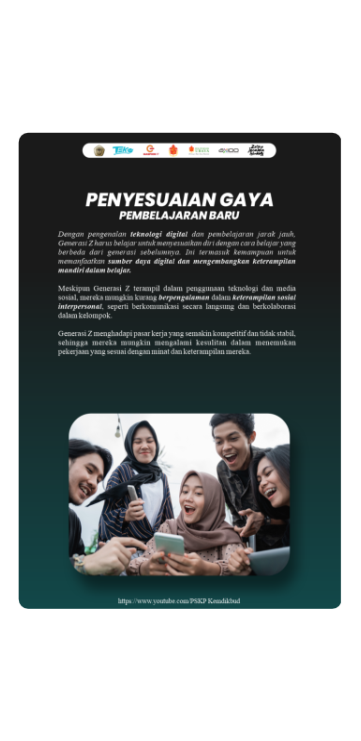 PENYESUAIAN GAYA
PEMBELAJARAN BARU
Dengan pengenalan teknologi digital dan pembelajaran jarak jauh,
Generasi Z harus belajar untuk menyesuaikan diri dengan cara belajar yang
berbeda dari generasi sebelumnya. Ini termasuk kemampuan untuk
memanfaatkan sumber daya digital dan mengembangkan keterampilan
mandiri dalam belajar.
Meskipun Generasi Z terampil dalam penggunaan teknologi dan media
sosial, mereka mungkin kurang berpengalaman dalam keterampilan sosial
interpersonal, seperti berkomunikasi secara langsung dan berkolaborasi
dalam kelompok.
Generasi Z menghadapi pasar kerja yang semakin kompetitif dan tidak stabil,
sehingga mereka mungkin mengalami kesulitan dalam menemukan
pekerjaan yang sesuai dengan minat dan keterampilan mereka.
https://www.youtube.com/PSKP Kemdikbud